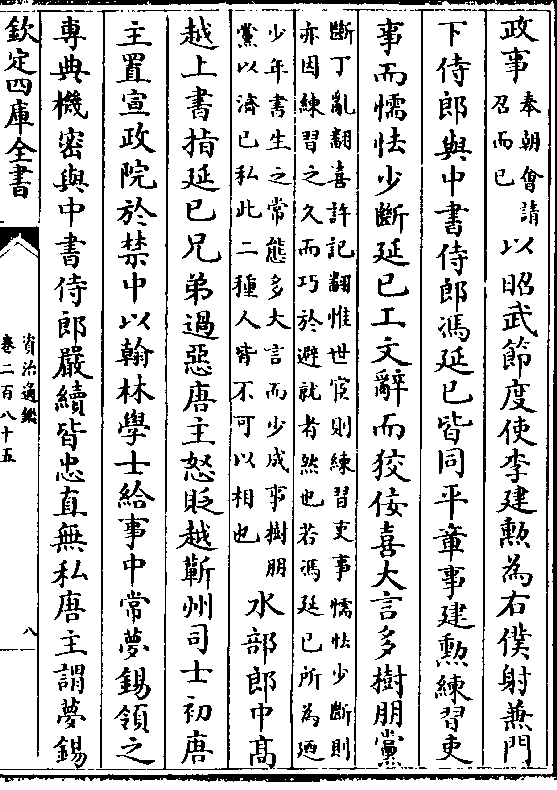 政事
奉朝會請
召而已
以昭武節度使李建勲為右僕射兼門
下侍郎與中書侍郎馮延已皆同平章事建勲練習吏
事而懦怯少斷延已工文辭而狡佞喜大言多樹朋黨
斷丁亂翻喜許記翻惟世宦則練習吏事懦怯少斷則
亦因練習之久而巧於避就者然也若馮延已所為廼
少年書生之常態多大言而少成事樹朋
黨以濟已私此二種人皆不可以相也
水部郎中髙
越上書指延已兄弟過惡唐主怒貶越蘄州司士初唐
主置宣政院於禁中以翰林學士給事中常夢錫領之
専典機密與中書侍郎嚴續皆忠直無私唐主謂夢錫
欽定四庫全書
資治通鑑
卷二百八十五
八